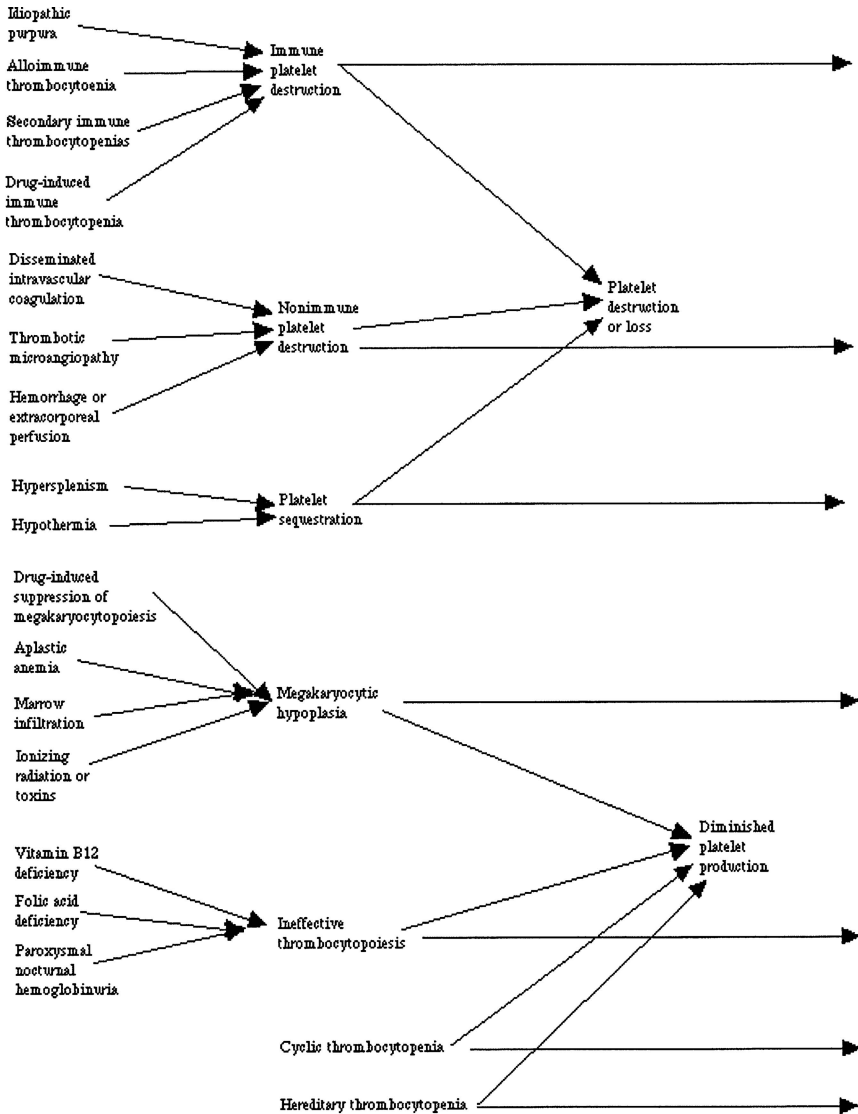 Idiopathic
purpura
Alloimmune
thrombocytoenia
Secondary immune
thrombocytopenias
Drug-induced
immune
thrombocytopenia
Immune
platelet
destruction
Disseminated
intravascular
coagulation
Thrombotic
microangiopathy
Hemorrhage or
extracorporeal
perfusion
Nonimmune
platelet
destruction
Platelet
destruction
or loss
Hypersplenism
Hypothermia
Platelet
sequestration
Drug-induced
suppression of
megakaryocytopoiesis
Aplastic
anemia
Marrow
infiltration
Ionizing
radiation or
toxins
Megakaryocytic
hypoplasia
Diminished
platelet
production
Vitamin B12
deficiency
Folic acid
deficiency
Paroxysmal
nocturnal
hemoglobinuria
Ineffective
thrombocytopoiesis
Cyclic thrombocytopenia
Hereditary thrombocytopenia